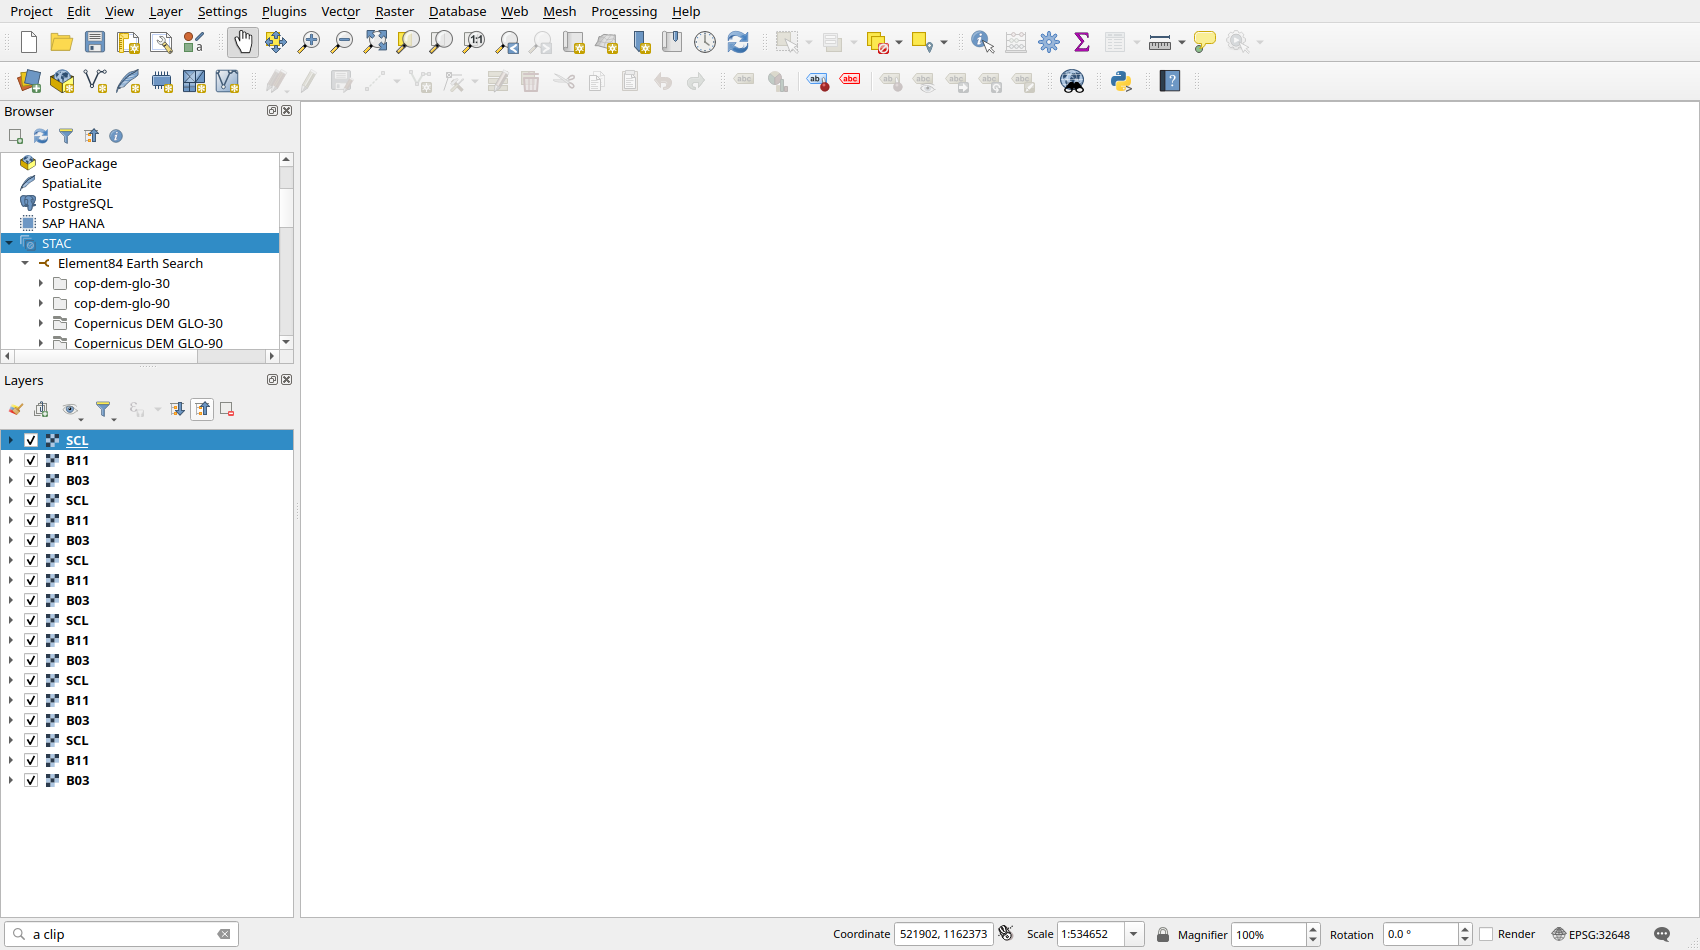 Project Edit View Layer Settings Plugins Vector Raster Database Web Mesh Processing Help
Browser
GeoPackage
SpatiaLite
PostgreSQL
SAP HANA
STAC
Element84 Earth Search
cop-dem-glo-30
cop-dem-glo-90
Copernicus DEM GLO-30
Copernicus DEM GLO-90
Layers
SCL
B11
B03
SCL
B11
B03
SCL
B11
B03
SCL
B11
B03
SCL
B11
B03
SCL
B11
B03
a clip Coordinate 521902, 1162373 Scale 1:534652 Magnifier 100% Rotation 0.0 ° Render EPSG:32648